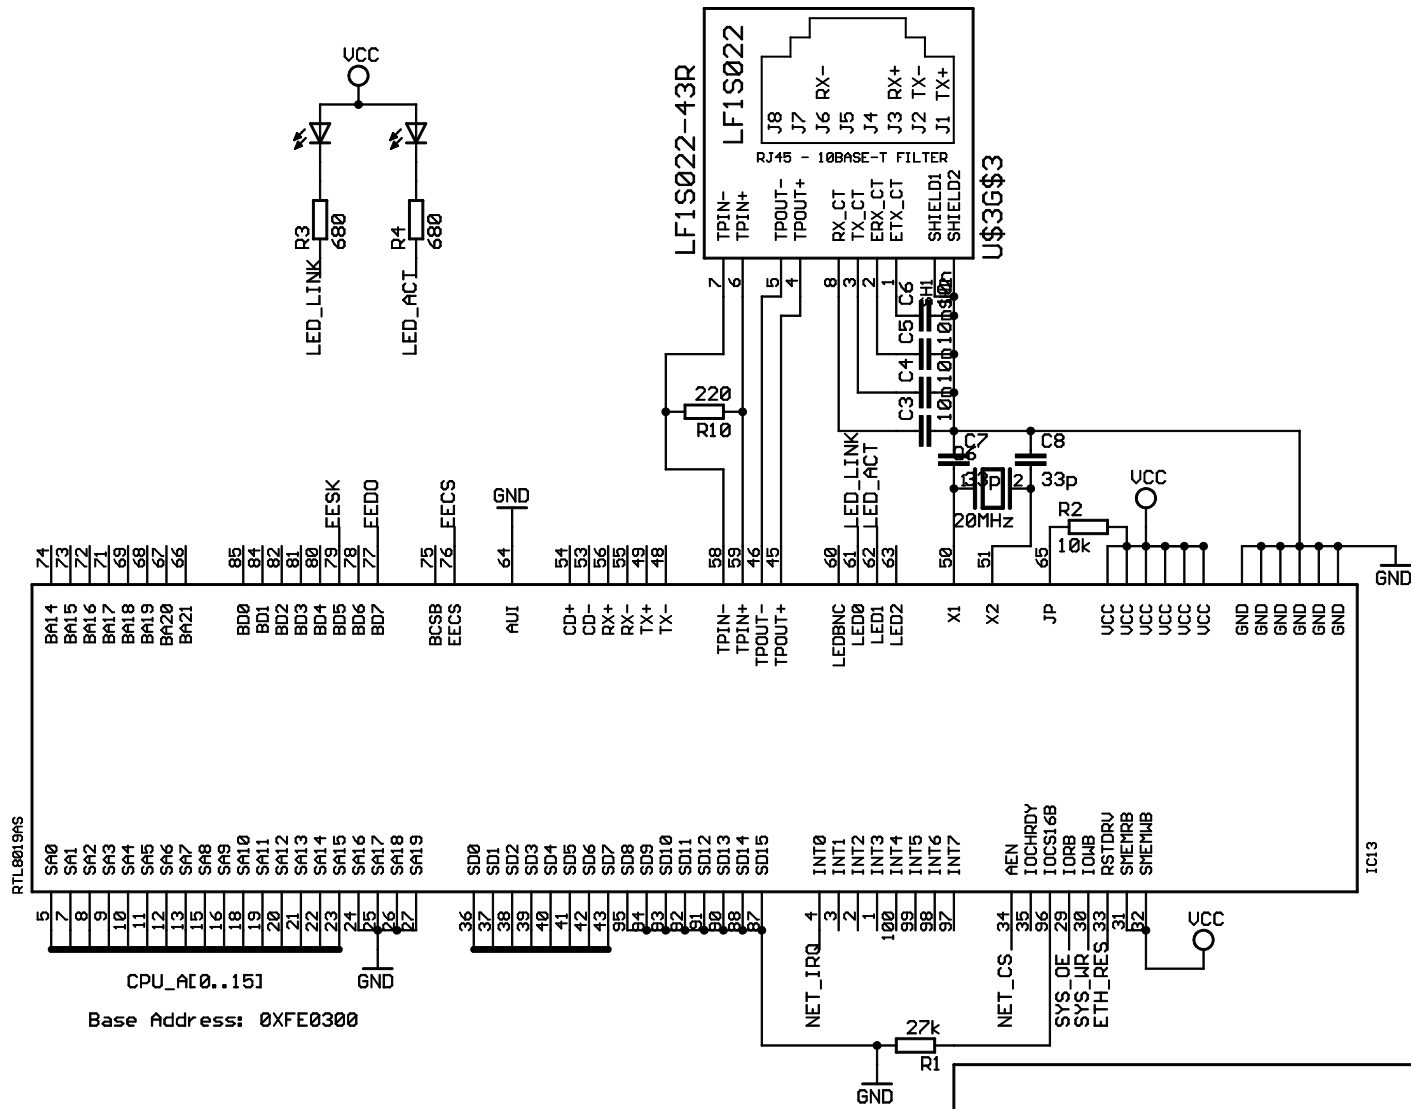 VCC
R3
680
LED_LINK
R4
680
LED_ACT
LF1S022-43R
LF1S022
J8
J7
J6 RX-
J5
J4
J3 RX+
J2 TX-
J1 TX+
RJ45 - 10BASE-T FILTER
U$3G$3
TPIN-
TPIN+
TPOUT-
TPOUT+
RX_CT
TX_CT
ERX_CT
ETX_CT
SHIELD1
SHIELD2
7
6
5
4
8
3
2
1
SH1
C6
C5
10n
C4
10n
C3
10n
220
R10
C7
33p
Q6
1
2
20MHz
C8
33p
LED_LINK
LED_ACT
R2
10k
VCC
GND
EESK
EEDO
EECS
GND
74
73
72
71
69
68
67
66
85
84
82
81
80
79
78
77
75
76
64
54
53
56
55
49
48
58
59
46
45
60
61
62
63
50
51
65
BA14
BA15
BA16
BA17
BA18
BA19
BA20
BA21
BD0
BD1
BD2
BD3
BD4
BD5
BD6
BD7
BCSB
EECS
AUI
CD+
CD-
RX+
RX-
TX+
TX-
TPIN-
TPIN+
TPOUT-
TPOUT+
LEDBNC
LED0
LED1
LED2
X1
X2
JP
VCC
VCC
VCC
VCC
VCC
VCC
GND
GND
GND
GND
GND
GND
RTL8019AS
IC13
SA0
SA1
SA2
SA3
SA4
SA5
SA6
SA7
SA8
SA9
SA10
SA11
SA12
SA13
SA14
SA15
SA16
SA17
SA18
SA19
SD0
SD1
SD2
SD3
SD4
SD5
SD6
SD7
SD8
SD9
SD10
SD11
SD12
SD13
SD14
SD15
INT0
INT1
INT2
INT3
INT4
INT5
INT6
INT7
AEN
IOCHRDY
IOCS16B
IORB
IOWB
RSTDRV
SMEMRB
SMEMWB
5
7
8
9
10
11
12
13
15
16
18
19
20
21
22
23
24
25
26
27
36
37
38
39
40
41
42
43
95
94
93
92
91
90
88
87
4
3
2
1
100
99
98
97
34
35
96
29
30
33
31
32
CPU_A[0..15]
GND
NET_IRQ
NET_CS
SYS_OE
SYS_WR
ETH_RES
VCC
Base Address: 0XFE0300
27k
R1
GND